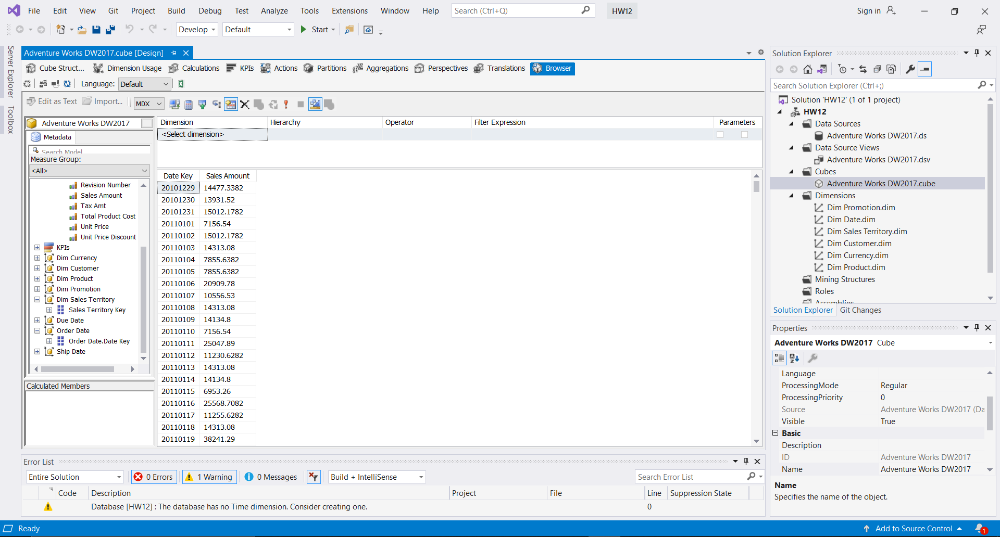 File Edit View Git Project Build Debug Test Analyze Tools Extensions Window Help Search (Ctrl+Q) HW12 Sign in
Develop Default Start
Server Explorer
Toolbox
Adventure Works DW2017.cube [Design]
Cube Struct... Dimension Usage Calculations KPIs Actions Partitions Aggregations Perspectives Translations Browser
Language: Default
Edit as Text Import... MDX
Adventure Works DW2017
Metadata
Search Model
Measure Group:
<All>
Revision Number
Sales Amount
Tax Amt
Total Product Cost
Unit Price
Unit Price Discount
KPIs
Dim Currency
Dim Customer
Dim Product
Dim Promotion
Dim Sales Territory
Sales Territory Key
Due Date
Order Date
Order Date.Date Key
Ship Date
Calculated Members
Dimension Hierarchy Operator Filter Expression Parameters
<Select dimension>
Date Key Sales Amount
20101229 14477.3382
20101230 13931.52
20101231 15012.1782
20110101 7156.54
20110102 15012.1782
20110103 14313.08
20110104 7855.6382
20110105 7855.6382
20110106 20909.78
20110107 10556.53
20110108 14313.08
20110109 14134.8
20110110 7156.54
20110111 25047.89
20110112 11230.6282
20110113 14313.08
20110114 14134.8
20110115 6953.26
20110116 25568.7082
20110117 11255.6282
20110118 14313.08
20110119 38241.29
Error List
Entire Solution 0 Errors 1 Warning 0 Messages Build + IntelliSense Search Error List
Code Description Project File Line Suppression State
Database [HW12] : The database has no Time dimension. Consider creating one. 0
Solution Explorer
Search Solution Explorer (Ctrl+;)
Solution 'HW12' (1 of 1 project)
HW12
Data Sources
Adventure Works DW2017.ds
Data Source Views
Adventure Works DW2017.dsv
Cubes
Adventure Works DW2017.cube
Dimensions
Dim Promotion.dim
Dim Date.dim
Dim Sales Territory.dim
Dim Customer.dim
Dim Currency.dim
Dim Product.dim
Mining Structures
Roles
Assemblies
Solution Explorer Git Changes
Properties
Adventure Works DW2017 Cube
Language
ProcessingMode Regular
ProcessingPriority 0
Source Adventure Works DW2017 (Da
Visible True
Basic
Description
ID Adventure Works DW2017
Name Adventure Works DW2017
Name
Specifies the name of the object.
Ready Add to Source Control 1